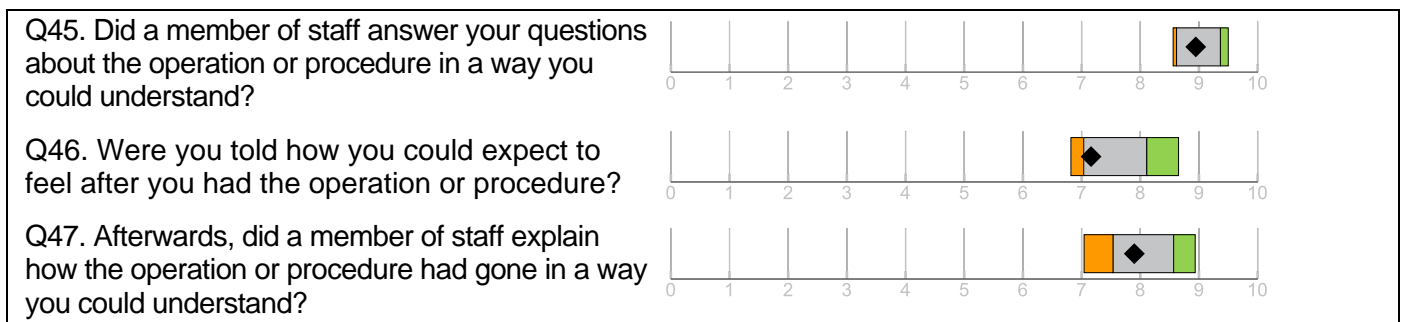 Q45. Did a member of staff answer your questions
about the operation or procedure in a way you
could understand?
0 1 2 3 4 5 6 7 8 9 10
Q46. Were you told how you could expect to
feel after you had the operation or procedure?
0 1 2 3 4 5 6 7 8 9 10
Q47. Afterwards, did a member of staff explain
how the operation or procedure had gone in a way
you could understand?
0 1 2 3 4 5 6 7 8 9 10